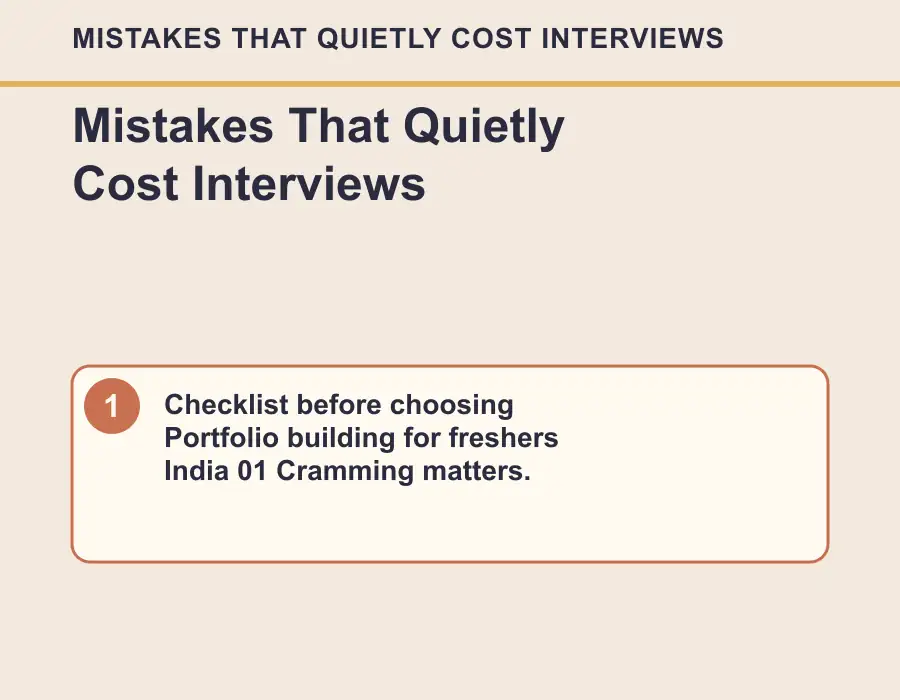 MISTAKES THAT QUIETLY COST INTERVIEWS
Mistakes That Quietly
Cost Interviews
1
Checklist before choosing
Portfolio building for freshers
India 01 Cramming matters.